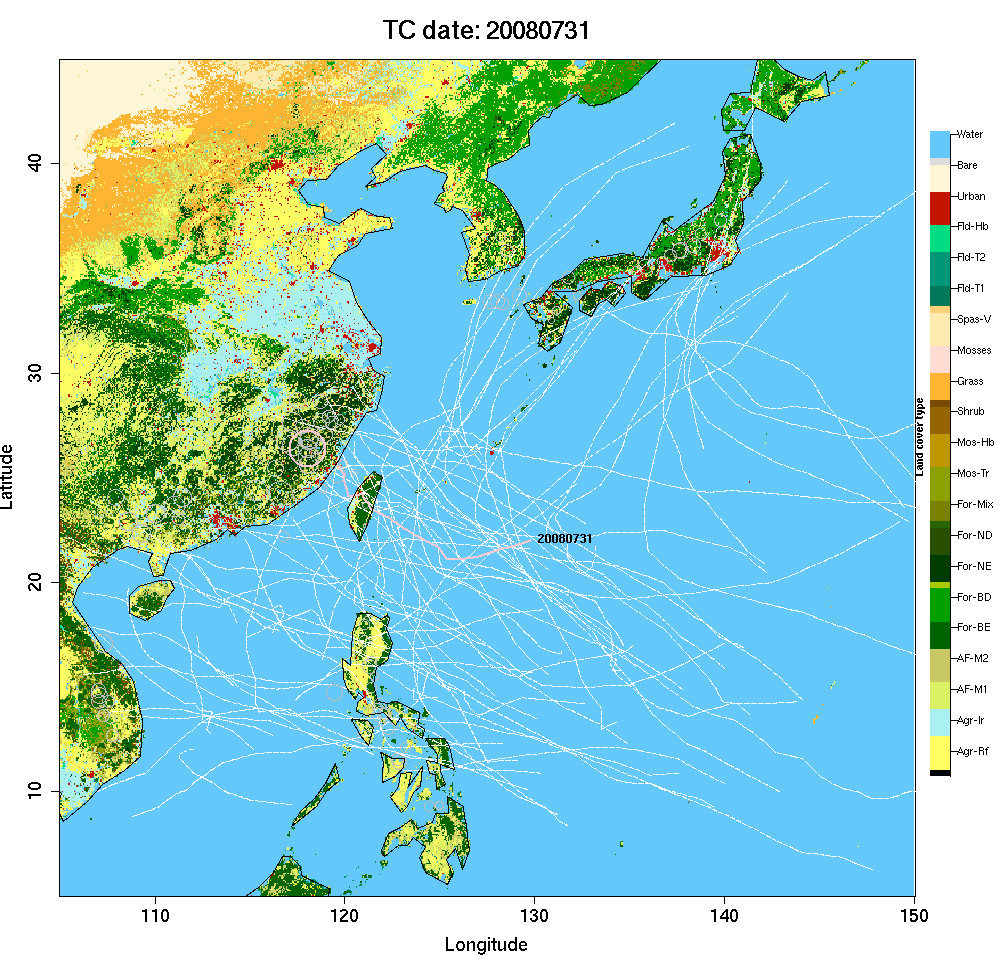 TC date: 20080731
40
30
20
10
Latitude
110
120
130
140
150
Longitude
20080731
Land cover type
Water
Bare
Urban
Fld-Hb
Fld-T2
Fld-T1
Spas-V
Mosses
Grass
Shrub
Mos-Hb
Mos-Tr
For-Mix
For-ND
For-NE
For-BD
For-BE
AF-M2
AF-M1
Agr-Ir
Agr-Rf